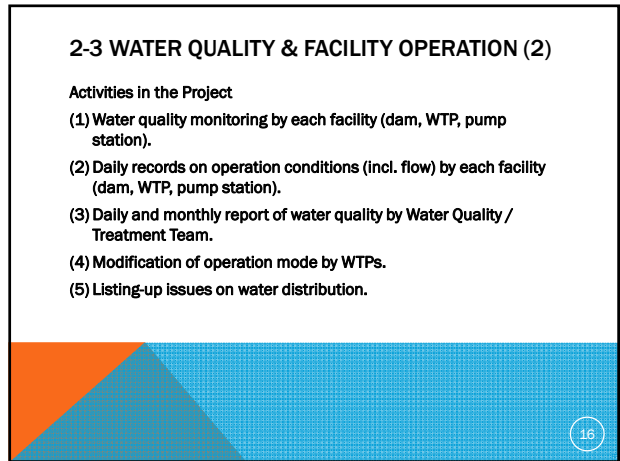 2-3 WATER QUALITY & FACILITY OPERATION (2)
Activities in the Project
(1) Water quality monitoring by each facility (dam, WTP, pump
station).
(2) Daily records on operation conditions (incl. flow) by each facility
(dam, WTP, pump station).
(3) Daily and monthly report of water quality by Water Quality /
Treatment Team.
(4) Modification of operation mode by WTPs.
(5) Listing-up issues on water distribution.
16